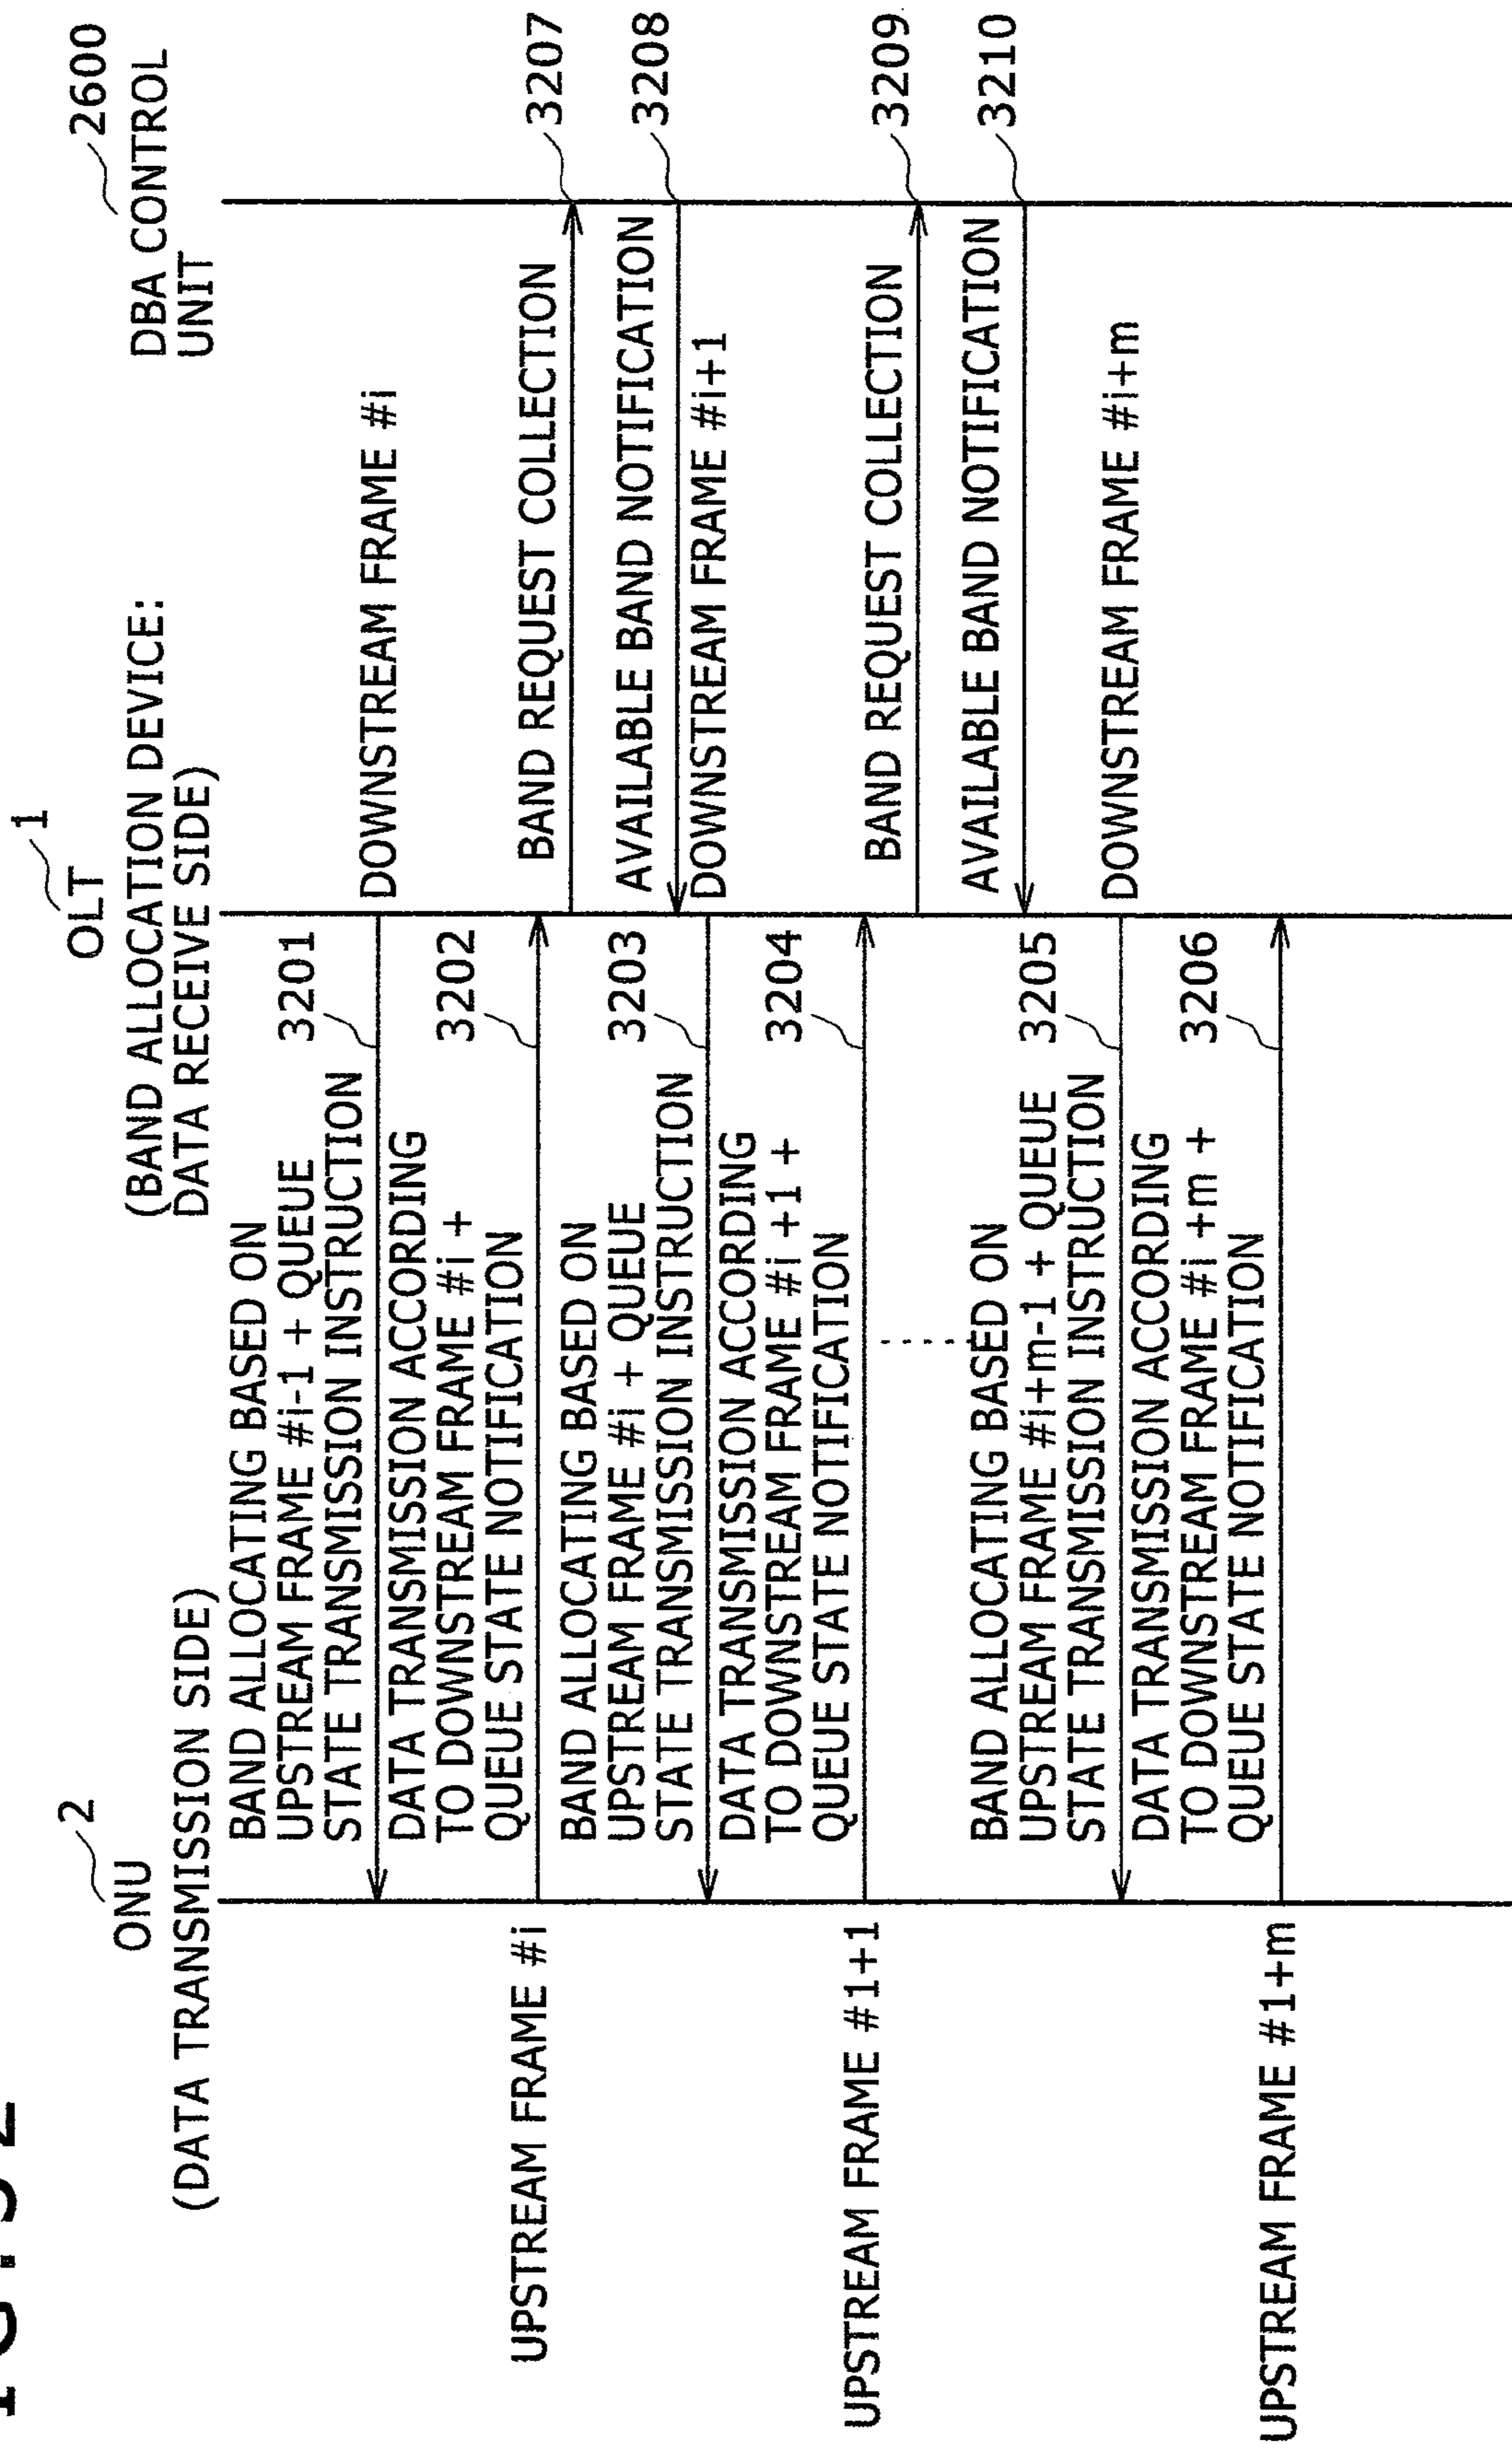 ONU 2
(DATA TRANSMISSION SIDE)
OLT 1
(BAND ALLOCATION DEVICE:
DATA RECEIVE SIDE)
2600
DBA CONTROL
UNIT
BAND ALLOCATING BASED ON
UPSTREAM FRAME #i-1 + QUEUE
STATE TRANSMISSION INSTRUCTION
3201
DOWNSTREAM FRAME #i
DATA TRANSMISSION ACCORDING
TO DOWNSTREAM FRAME #i +
QUEUE STATE NOTIFICATION
3202
UPSTREAM FRAME #i
BAND REQUEST COLLECTION
3207
AVAILABLE BAND NOTIFICATION
3208
BAND ALLOCATING BASED ON
UPSTREAM FRAME #i + QUEUE
STATE TRANSMISSION INSTRUCTION
3203
DOWNSTREAM FRAME #i+1
DATA TRANSMISSION ACCORDING
TO DOWNSTREAM FRAME #i +1 +
QUEUE STATE NOTIFICATION
3204
UPSTREAM FRAME #1+1
BAND REQUEST COLLECTION
3209
AVAILABLE BAND NOTIFICATION
3210
BAND ALLOCATING BASED ON
UPSTREAM FRAME #i+m-1 + QUEUE
STATE TRANSMISSION INSTRUCTION
3205
DOWNSTREAM FRAME #i+m
DATA TRANSMISSION ACCORDING
TO DOWNSTREAM FRAME #i +m +
QUEUE STATE NOTIFICATION
3206
UPSTREAM FRAME #1+m